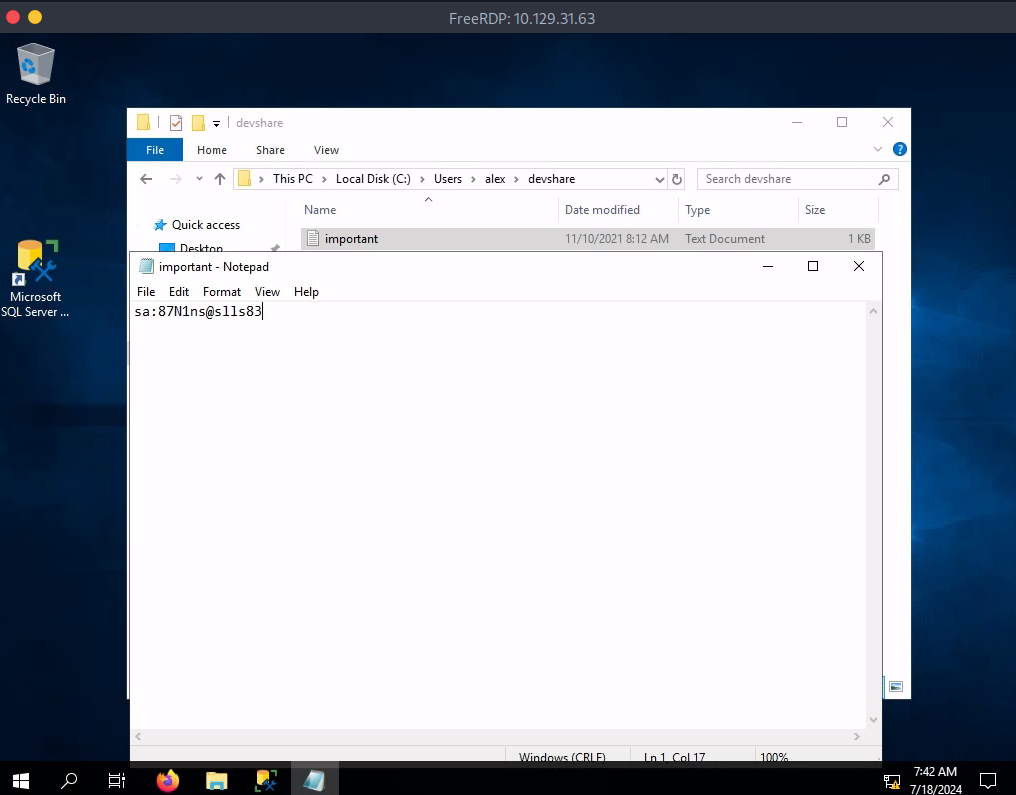 FreeRDP: 10.129.31.63
Recycle Bin
devshare
File Home Share View
This PC Local Disk (C:) Users alex devshare
Search devshare
Name Date modified Type Size
Quick access
Desktop
important 11/10/2021 8:12 AM Text Document 1 KB
important - Notepad
File Edit Format View Help
sa:87N1ns@slls83
Microsoft
SQL Server ...
Windows (CRLF) Ln 1, Col 17 100%
7:42 AM
7/18/2024